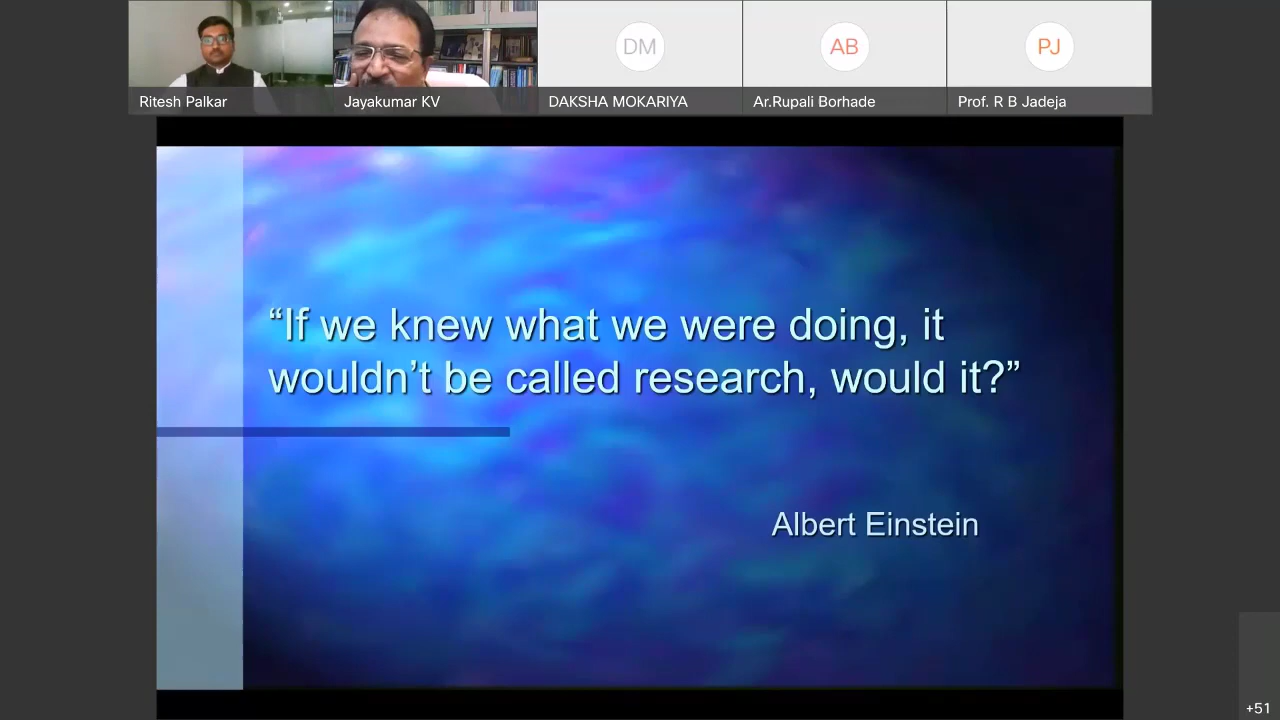 Ritesh Palkar
Jayakumar KV
DM
DAKSHA MOKARIYA
AB
Ar.Rupali Borhade
PJ
Prof. R B Jadeja
“If we knew what we were doing, it
wouldn’t be called research, would it?”
Albert Einstein
+51